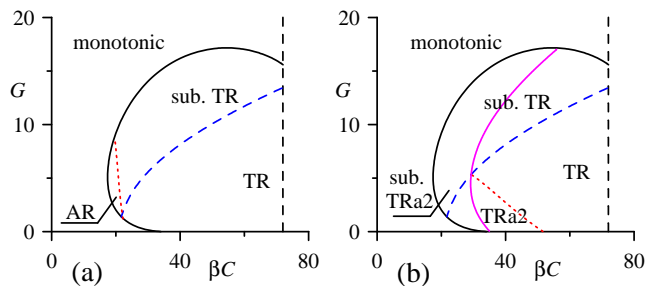 20
monotonic
G
sub. TR
10
TR
AR
0
0
40
80
(a)
βC
20
monotonic
G
sub. TR
10
TR
sub.
TRa2
TRa2
0
0
40
80
(b)
βC